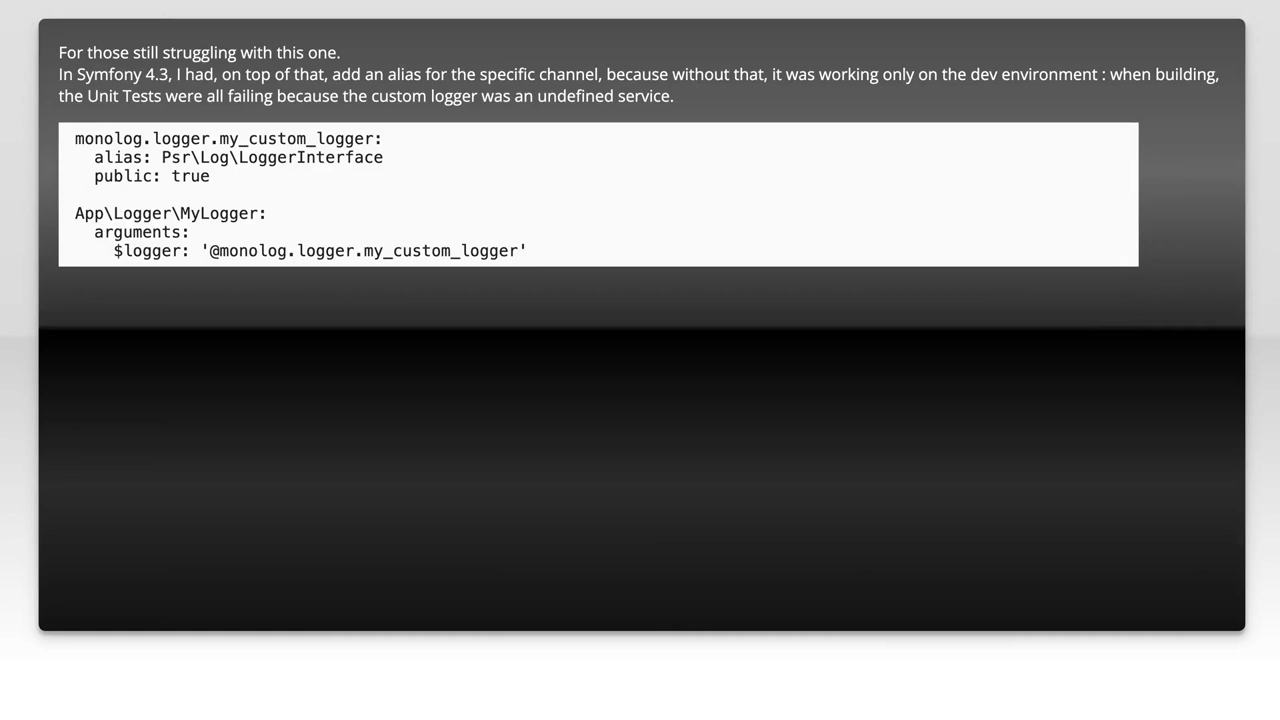 For those still struggling with this one.
In Symfony 4.3, I had, on top of that, add an alias for the specific channel, because without that, it was working only on the dev environment : when building,
the Unit Tests were all failing because the custom logger was an undefined service.
monolog.logger.my_custom_logger:
  alias: Psr\Log\LoggerInterface
  public: true

App\Logger\MyLogger:
  arguments:
    $logger: '@monolog.logger.my_custom_logger'